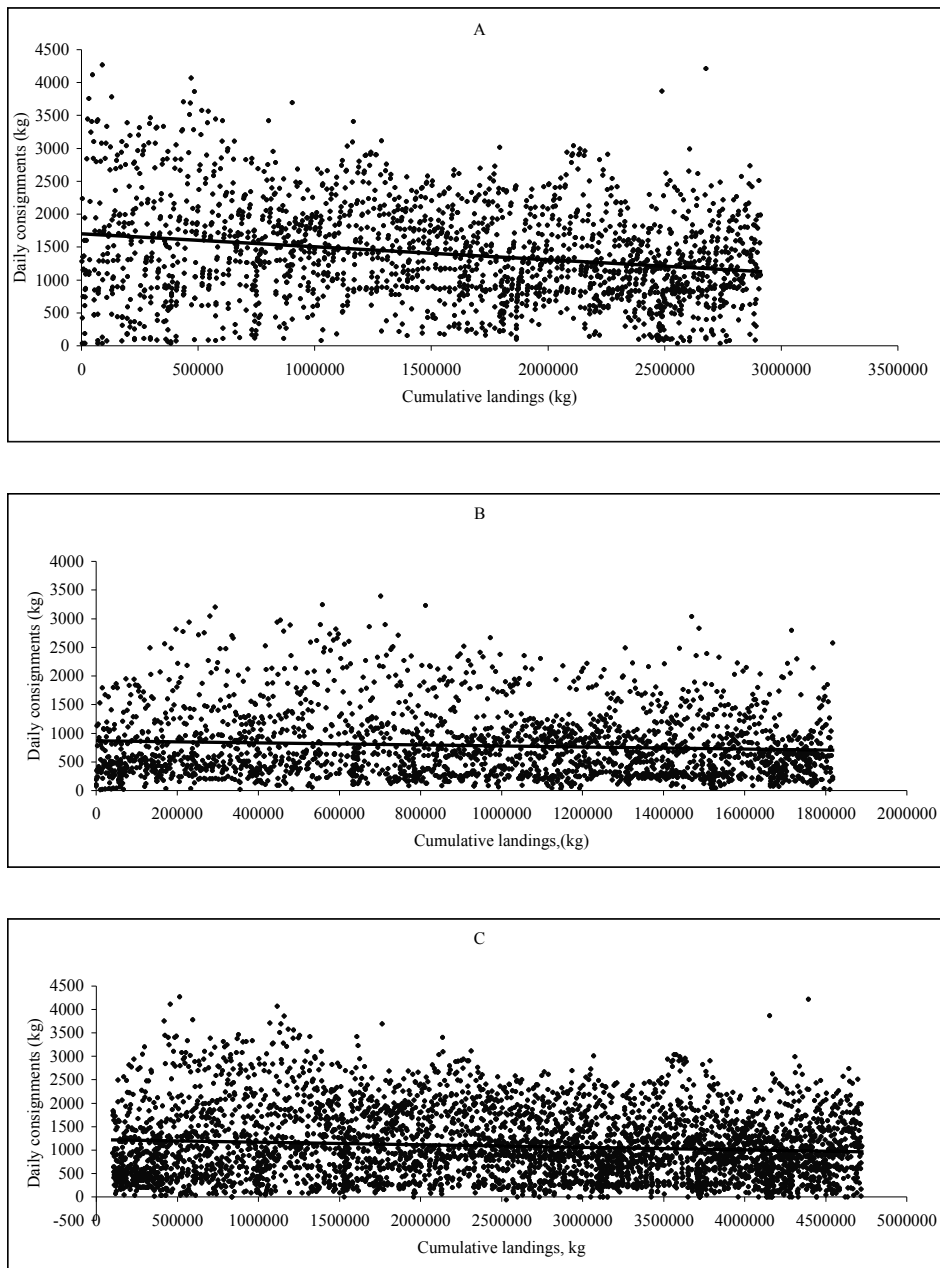 A
4500
4000
3500
3000
2500
2000
1500
1000
500
0
Daily consignments (kg)
0 500000 1000000 1500000 2000000 2500000 3000000 3500000
Cumulative landings (kg)
B
4000
3500
3000
2500
2000
1500
1000
500
0
Daily consignments (kg)
0 200000 400000 600000 800000 1000000 1200000 1400000 1600000 1800000 2000000
Cumulative landings,(kg)
C
4500
4000
3500
3000
2500
2000
1500
1000
500
0
-500
Daily consignments (kg)
0 500000 1000000 1500000 2000000 2500000 3000000 3500000 4000000 4500000 5000000
Cumulative landings, kg